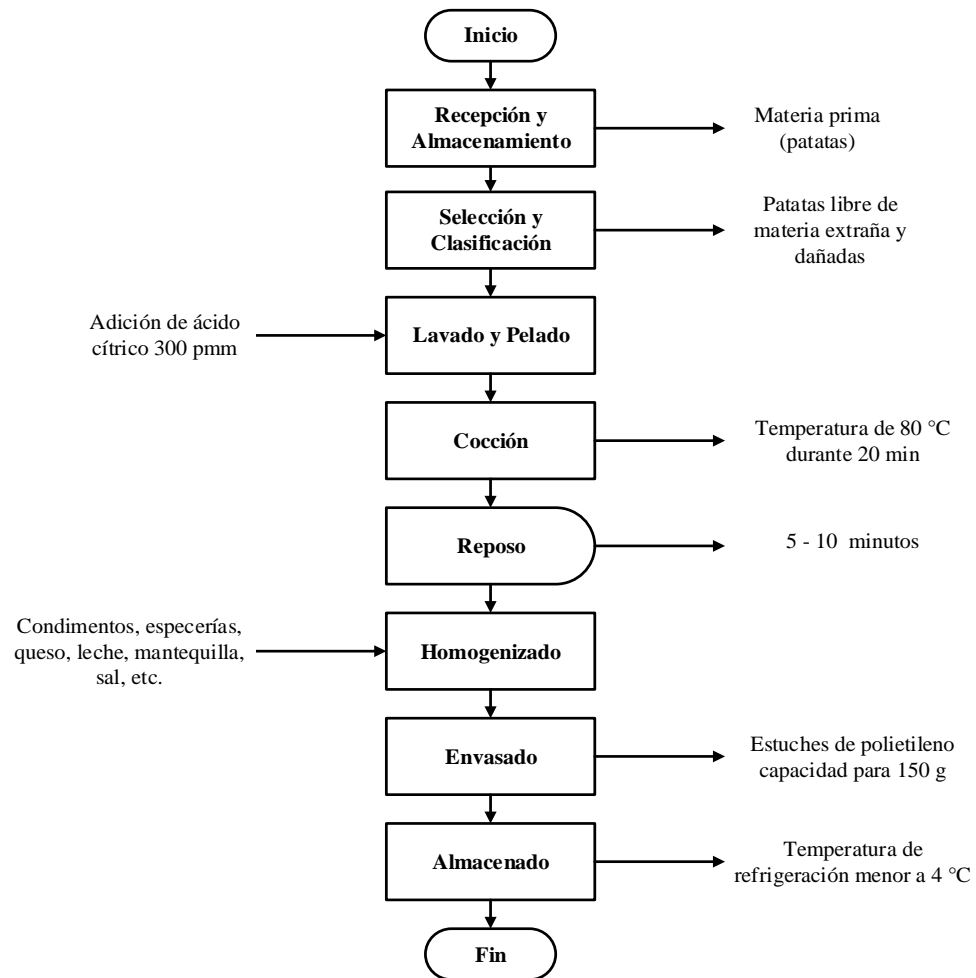 Inicio
Recepción y
Almacenamiento
Materia prima
(patatas)
Selección y
Clasificación
Patatas libre de
materia extraña y
dañadas
Adición de ácido
cítrico 300 pmm
Lavado y Pelado
Cocción
Temperatura de 80 °C
durante 20 min
Reposo
5 - 10 minutos
Condimentos, especerías,
queso, leche, mantequilla,
sal, etc.
Homogenizado
Envasado
Estuches de polietileno
capacidad para 150 g
Almacenado
Temperatura de
refrigeración menor a 4 °C
Fin